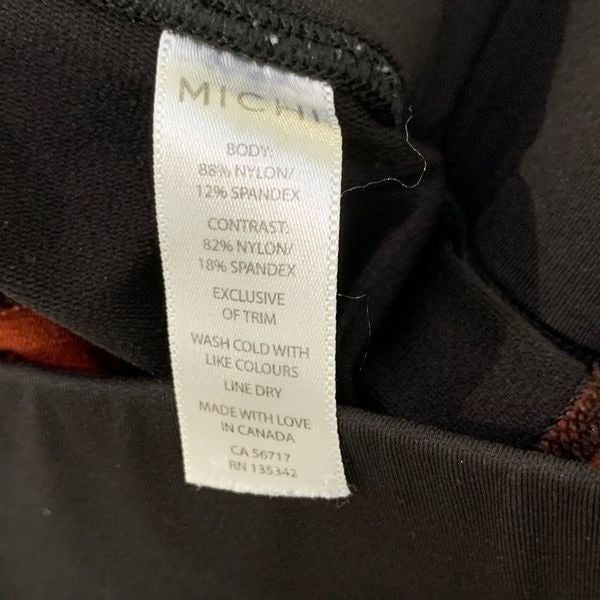 MICHI
BODY:
88% NYLON/
12% SPANDEX
CONTRAST:
82% NYLON/
18% SPANDEX
EXCLUSIVE
OF TRIM
WASH COLD WITH
LIKE COLOURS
LINE DRY
MADE WITH LOVE
IN CANADA
CA 56717
RN 135342